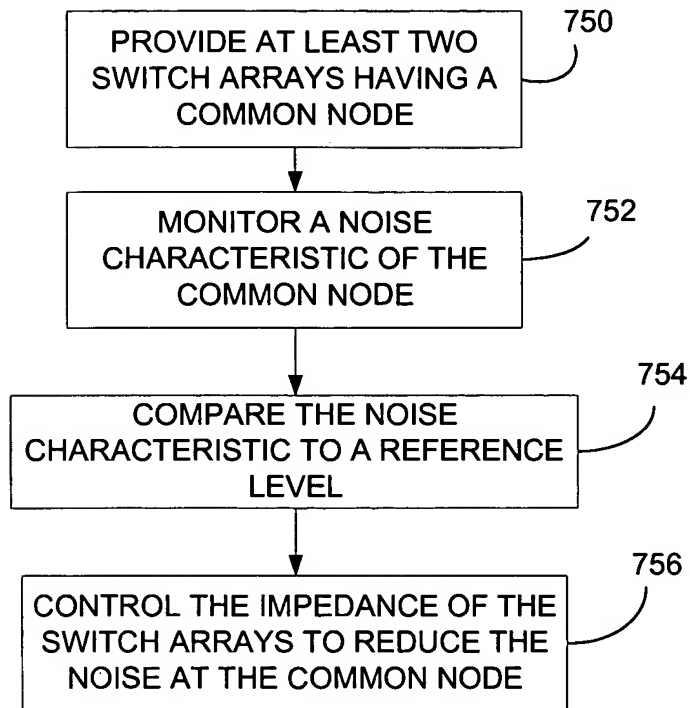 PROVIDE AT LEAST TWO
SWITCH ARRAYS HAVING A
COMMON NODE
750
MONITOR A NOISE
CHARACTERISTIC OF THE
COMMON NODE
752
COMPARE THE NOISE
CHARACTERISTIC TO A REFERENCE
LEVEL
754
CONTROL THE IMPEDANCE OF THE
SWITCH ARRAYS TO REDUCE THE
NOISE AT THE COMMON NODE
756